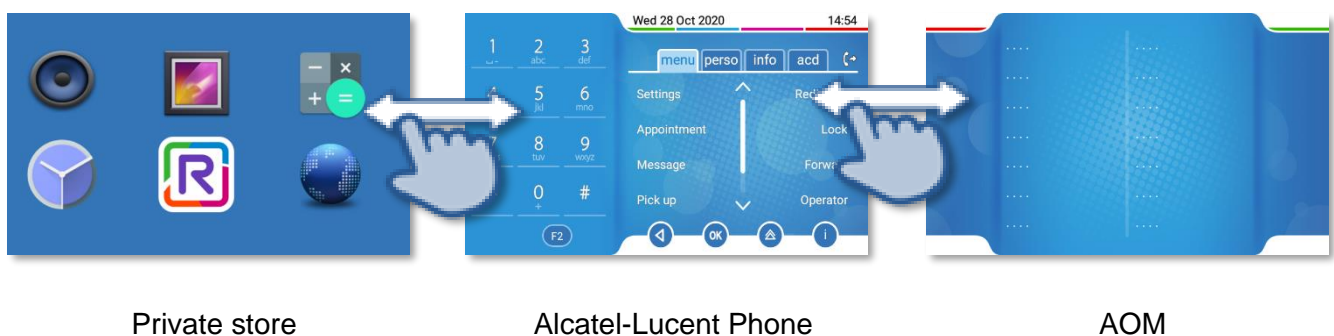 Wed 28 Oct 2020 14:54
menu perso info acd
1 2 abc 3 def
5 jkl 6 mno
8 tuv 9 wxyz
0 + #
F2
Settings
Appointment Lock
Message
Pick up Operator
OK i
R
Private store Alcatel-Lucent Phone AOM